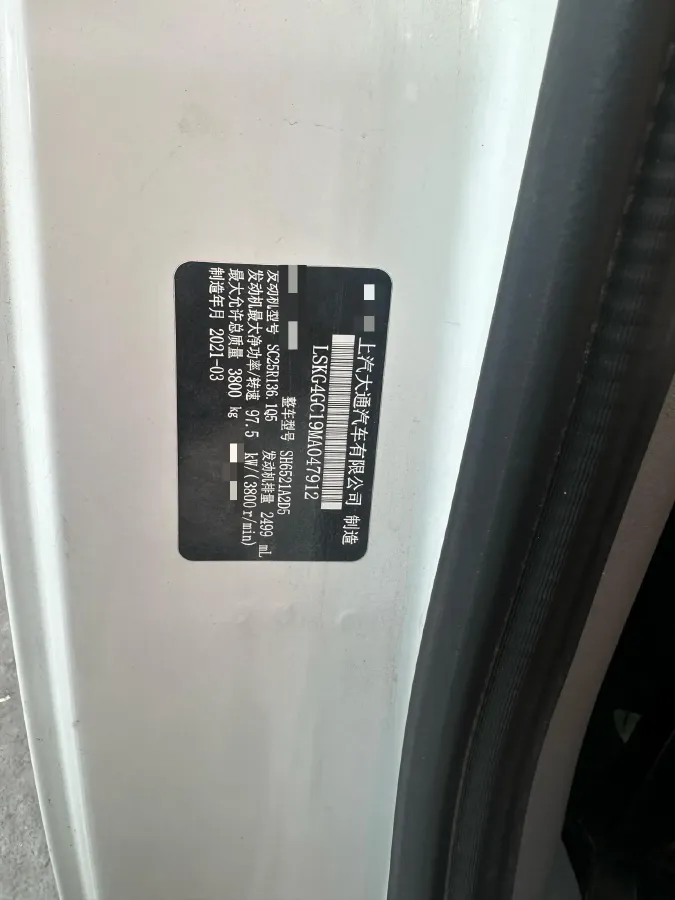 上汽大通汽车有限公司 制造
LSKG4GC19MA047912
整车型号 SH6521A2D5
发动机型号 SC25R136.1Q5 发动机排量 2499 mL
发动机最大净功率/转速 97.5 kW/(3800r/min)
最大允许总质量 3800 kg
制造年月 2021-03